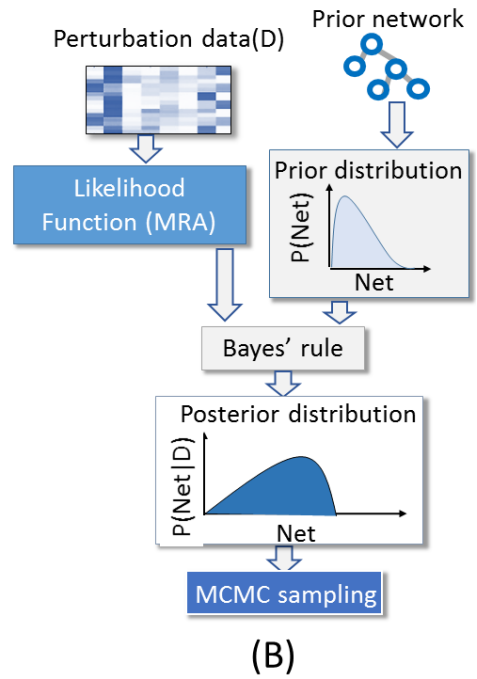 Prior network
Perturbation data(D)
Likelihood
Function (MRA)
Prior distribution
P(Net)
Net
Bayes’ rule
Posterior distribution
P(Net|D)
Net
MCMC sampling
(B)